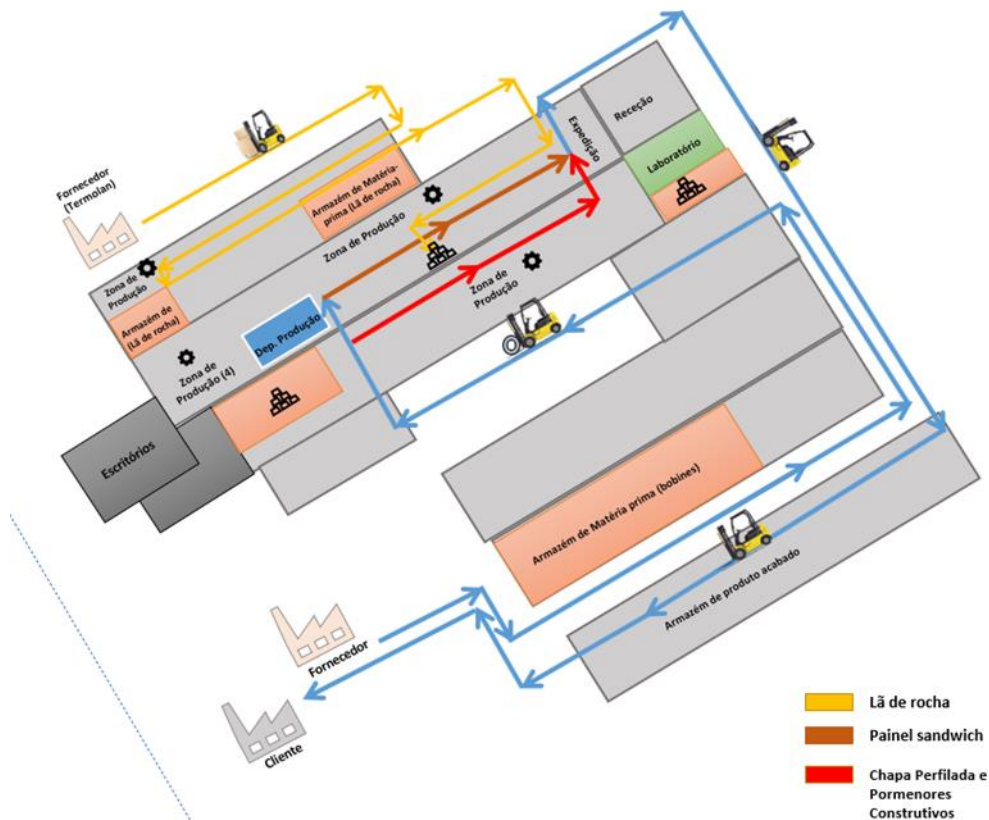 Receção
Expedição
Laboratório
Fornecedor
(Termolan)
Armazém de Matéria-
prima (Lã de rocha)
Zona de Produção
Zona de
Produção
Zona de
Produção
Armazém de
(Lã de rocha)
Dep. Produção
Zona de
Produção (4)
Escritórios
Armazém de Matéria prima (bobines)
Armazém de produto acabado
Fornecedor
Cliente
Lã de rocha
Painel sandwich
Chapa Perfilada e
Pormenores
Construtivos